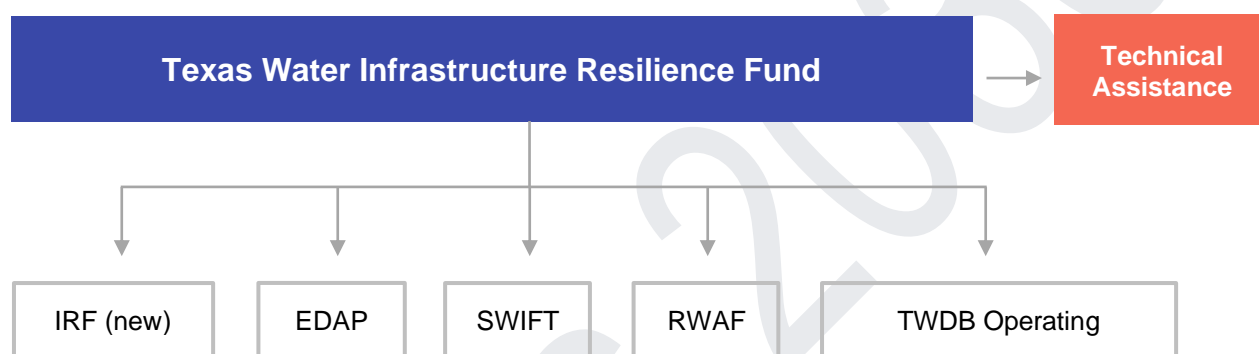 Texas Water Infrastructure Resilience Fund
Technical
Assistance
IRF (new)
EDAP
SWIFT
RWAF
TWDB Operating